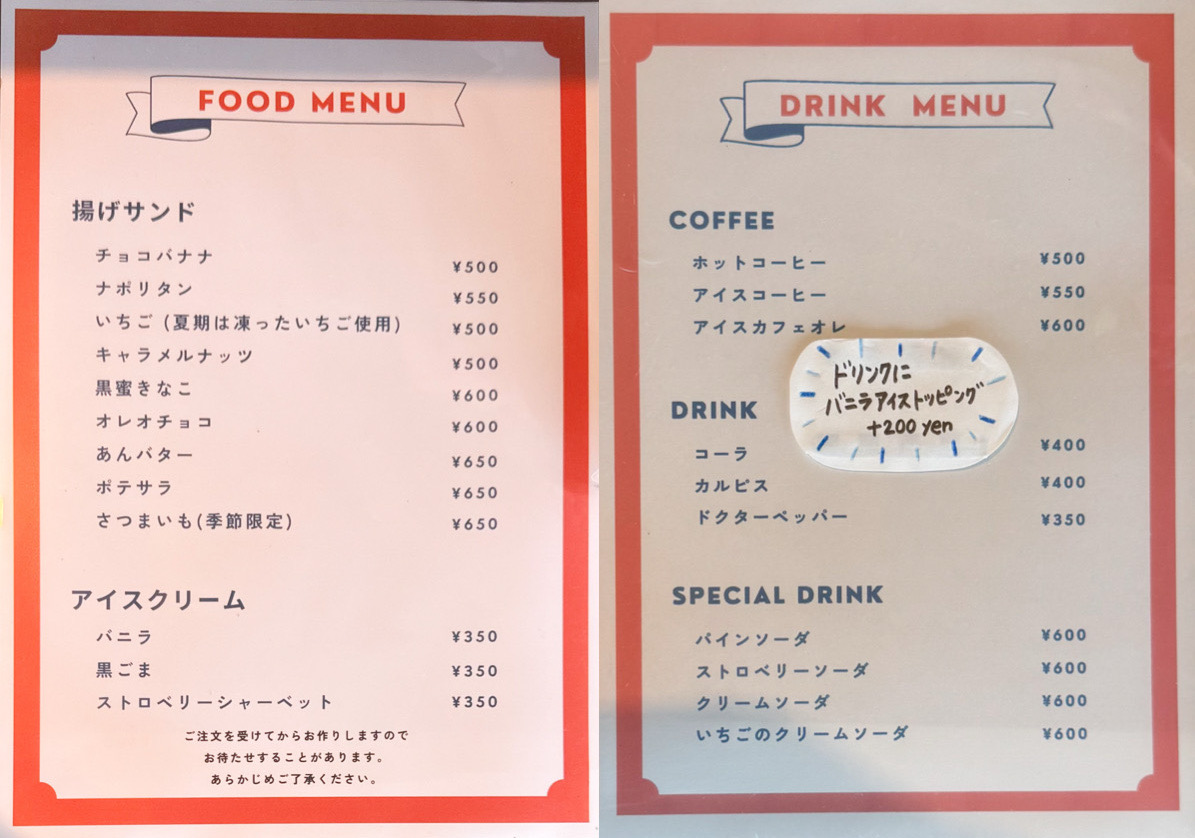 FOOD MENU
揚げサンド
チョコバナナ ¥500
ナポリタン ¥550
いちご (夏期は凍ったいちご使用) ¥500
キャラメルナッツ ¥500
黒蜜きなこ ¥600
オレオチョコ ¥600
あんバター ¥650
ポテサラ ¥650
さつまいも(季節限定) ¥650
アイスクリーム
バニラ ¥350
黒ごま ¥350
ストロベリーシャーベット ¥350
ご注文を受けてからお作りしますので
お待たせすることがあります。
あらかじめご了承ください。
DRINK MENU
COFFEE
ホットコーヒー ¥500
アイスコーヒー ¥550
アイスカフェオレ ¥600
ドリンクに
バニラアイストッピング
+200 yen
DRINK
コーラ ¥400
カルピス ¥400
ドクターペッパー ¥350
SPECIAL DRINK
パインソーダ ¥600
ストロベリーソーダ ¥600
クリームソーダ ¥600
いちごのクリームソーダ ¥600